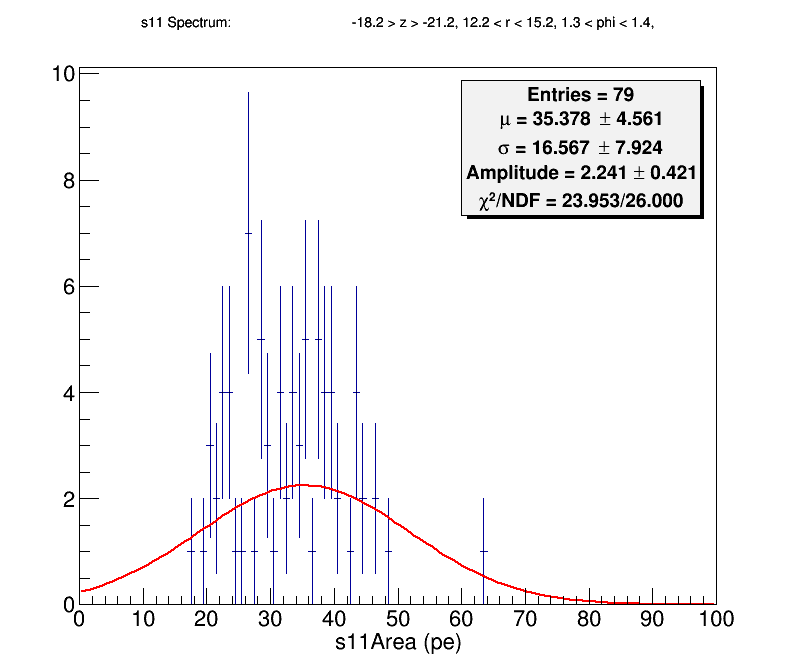 s11 Spectrum: -18.2 > z > -21.2, 12.2 < r < 15.2, 1.3 < phi < 1.4,
10
Entries = 79
μ = 35.378 ± 4.561
σ = 16.567 ± 7.924
Amplitude = 2.241 ± 0.421
χ²/NDF = 23.953/26.000
8
6
4
2
0
0 10 20 30 40 50 60 70 80 90 100
s11Area (pe)